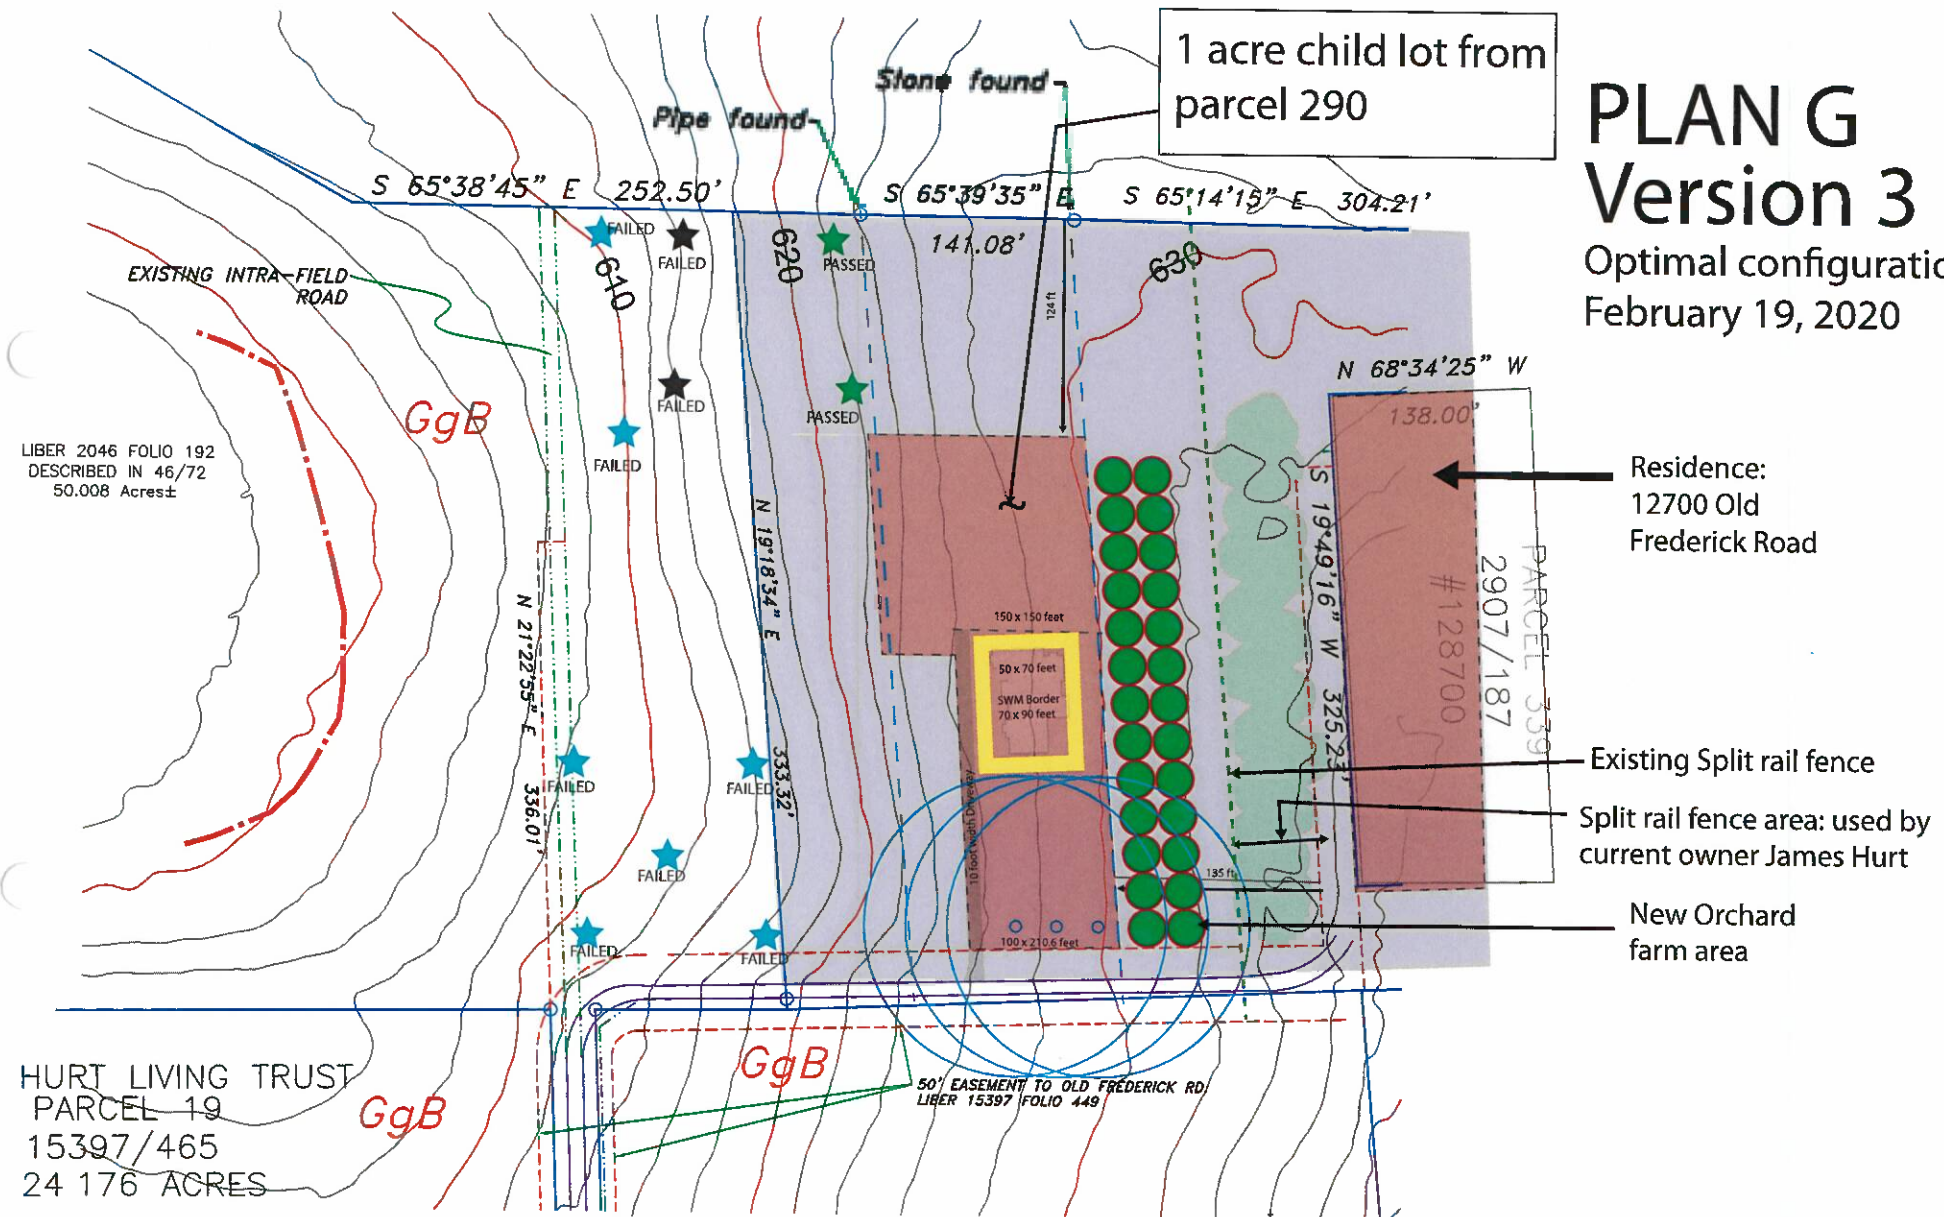 1 acre child lot from
parcel 290
PLAN G
Version 3
Optimal configuratio
February 19, 2020
Stone found
Pipe found
S 65°38'45" E 252.50'
S 65°39'35" E
141.08'
S 65°14'15" E 304.21'
EXISTING INTRA-FIELD
ROAD
FAILED
FAILED
610
620
PASSED
630
124 ft
FAILED
FAILED
PASSED
GgB
LIBER 2046 FOLIO 192
DESCRIBED IN 46/72
50.008 Acres±
N 68°34'25" W
138.00'
Residence:
12700 Old
Frederick Road
PARCEL 339
2907/187
#128700
N 19°18'34" E 333.32'
S 19°49'16" W 325.23'
N 21°22'55" E 336.01'
150 x 150 feet
50 x 70 feet
SWM Border
70 x 90 feet
10 foot width Driveway
FAILED
FAILED
FAILED
FAILED
FAILED
Existing Split rail fence
Split rail fence area: used by
current owner James Hurt
135 ft
100 x 210.6 feet
New Orchard
farm area
GgB
GgB
50' EASEMENT TO OLD FREDERICK RD.
LIBER 15397 FOLIO 449
HURT LIVING TRUST
PARCEL 19
15397/465
24 176 ACRES